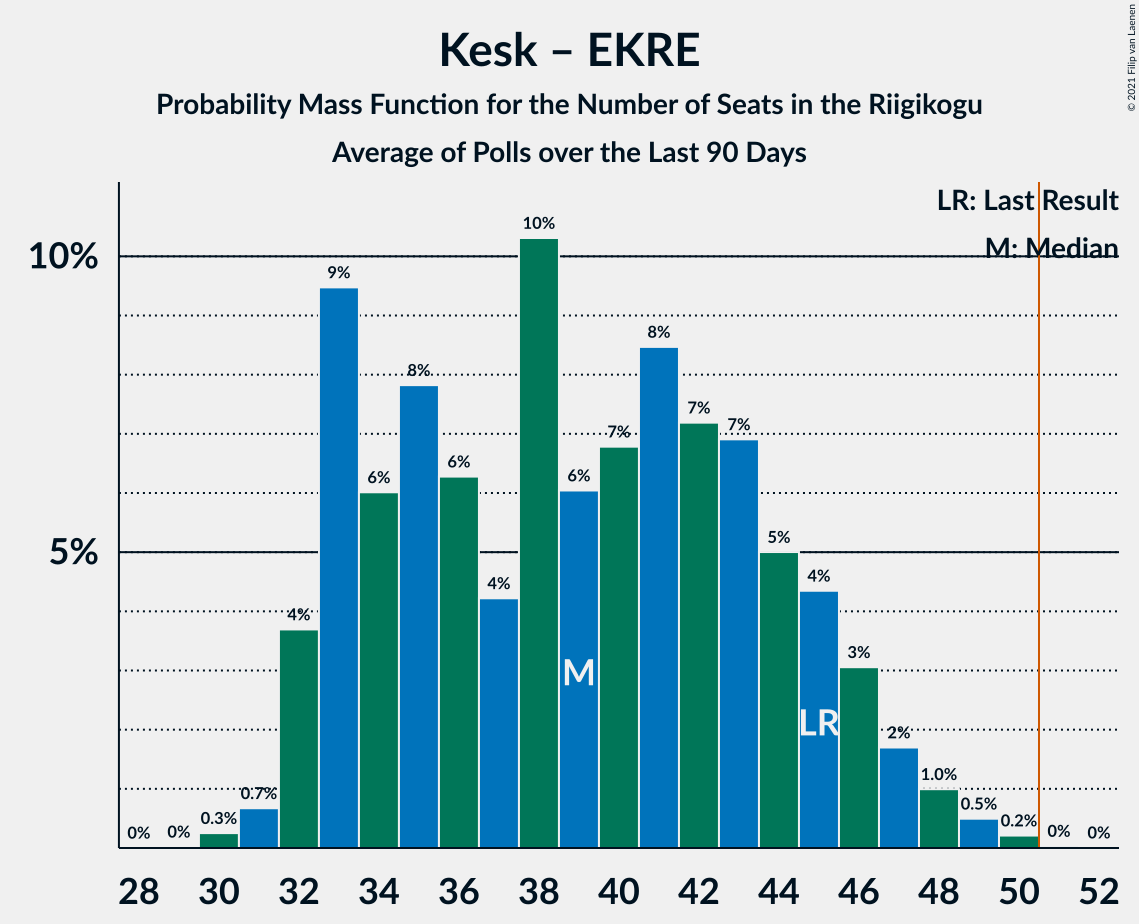 Kesk – EKRE
Probability Mass Function for the Number of Seats in the Riigikogu
Average of Polls over the Last 90 Days
© 2021 Filip van Laenen
LR: Last Result
M: Median
10%
5%
0% 0% 0.3% 0.7% 4% 9% 6% 8% 6% 4% 10% 6% 7% 8% 7% 7% 5% 4% 3% 2% 1.0% 0.5% 0.2% 0% 0%
M
LR
28 30 32 34 36 38 40 42 44 46 48 50 52